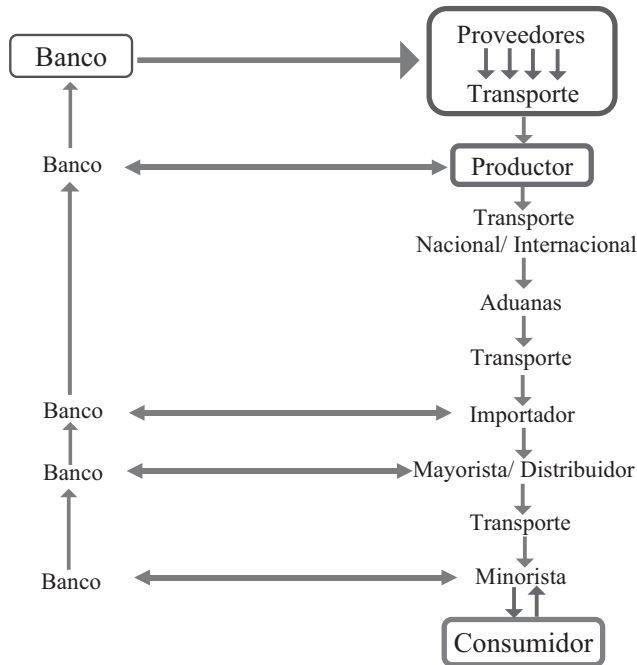 Banco
Proveedores
Transporte
Banco
Productor
Transporte
Nacional/ Internacional
Aduanas
Transporte
Banco
Importador
Banco
Mayorista/ Distribuidor
Transporte
Banco
Minorista
Consumidor